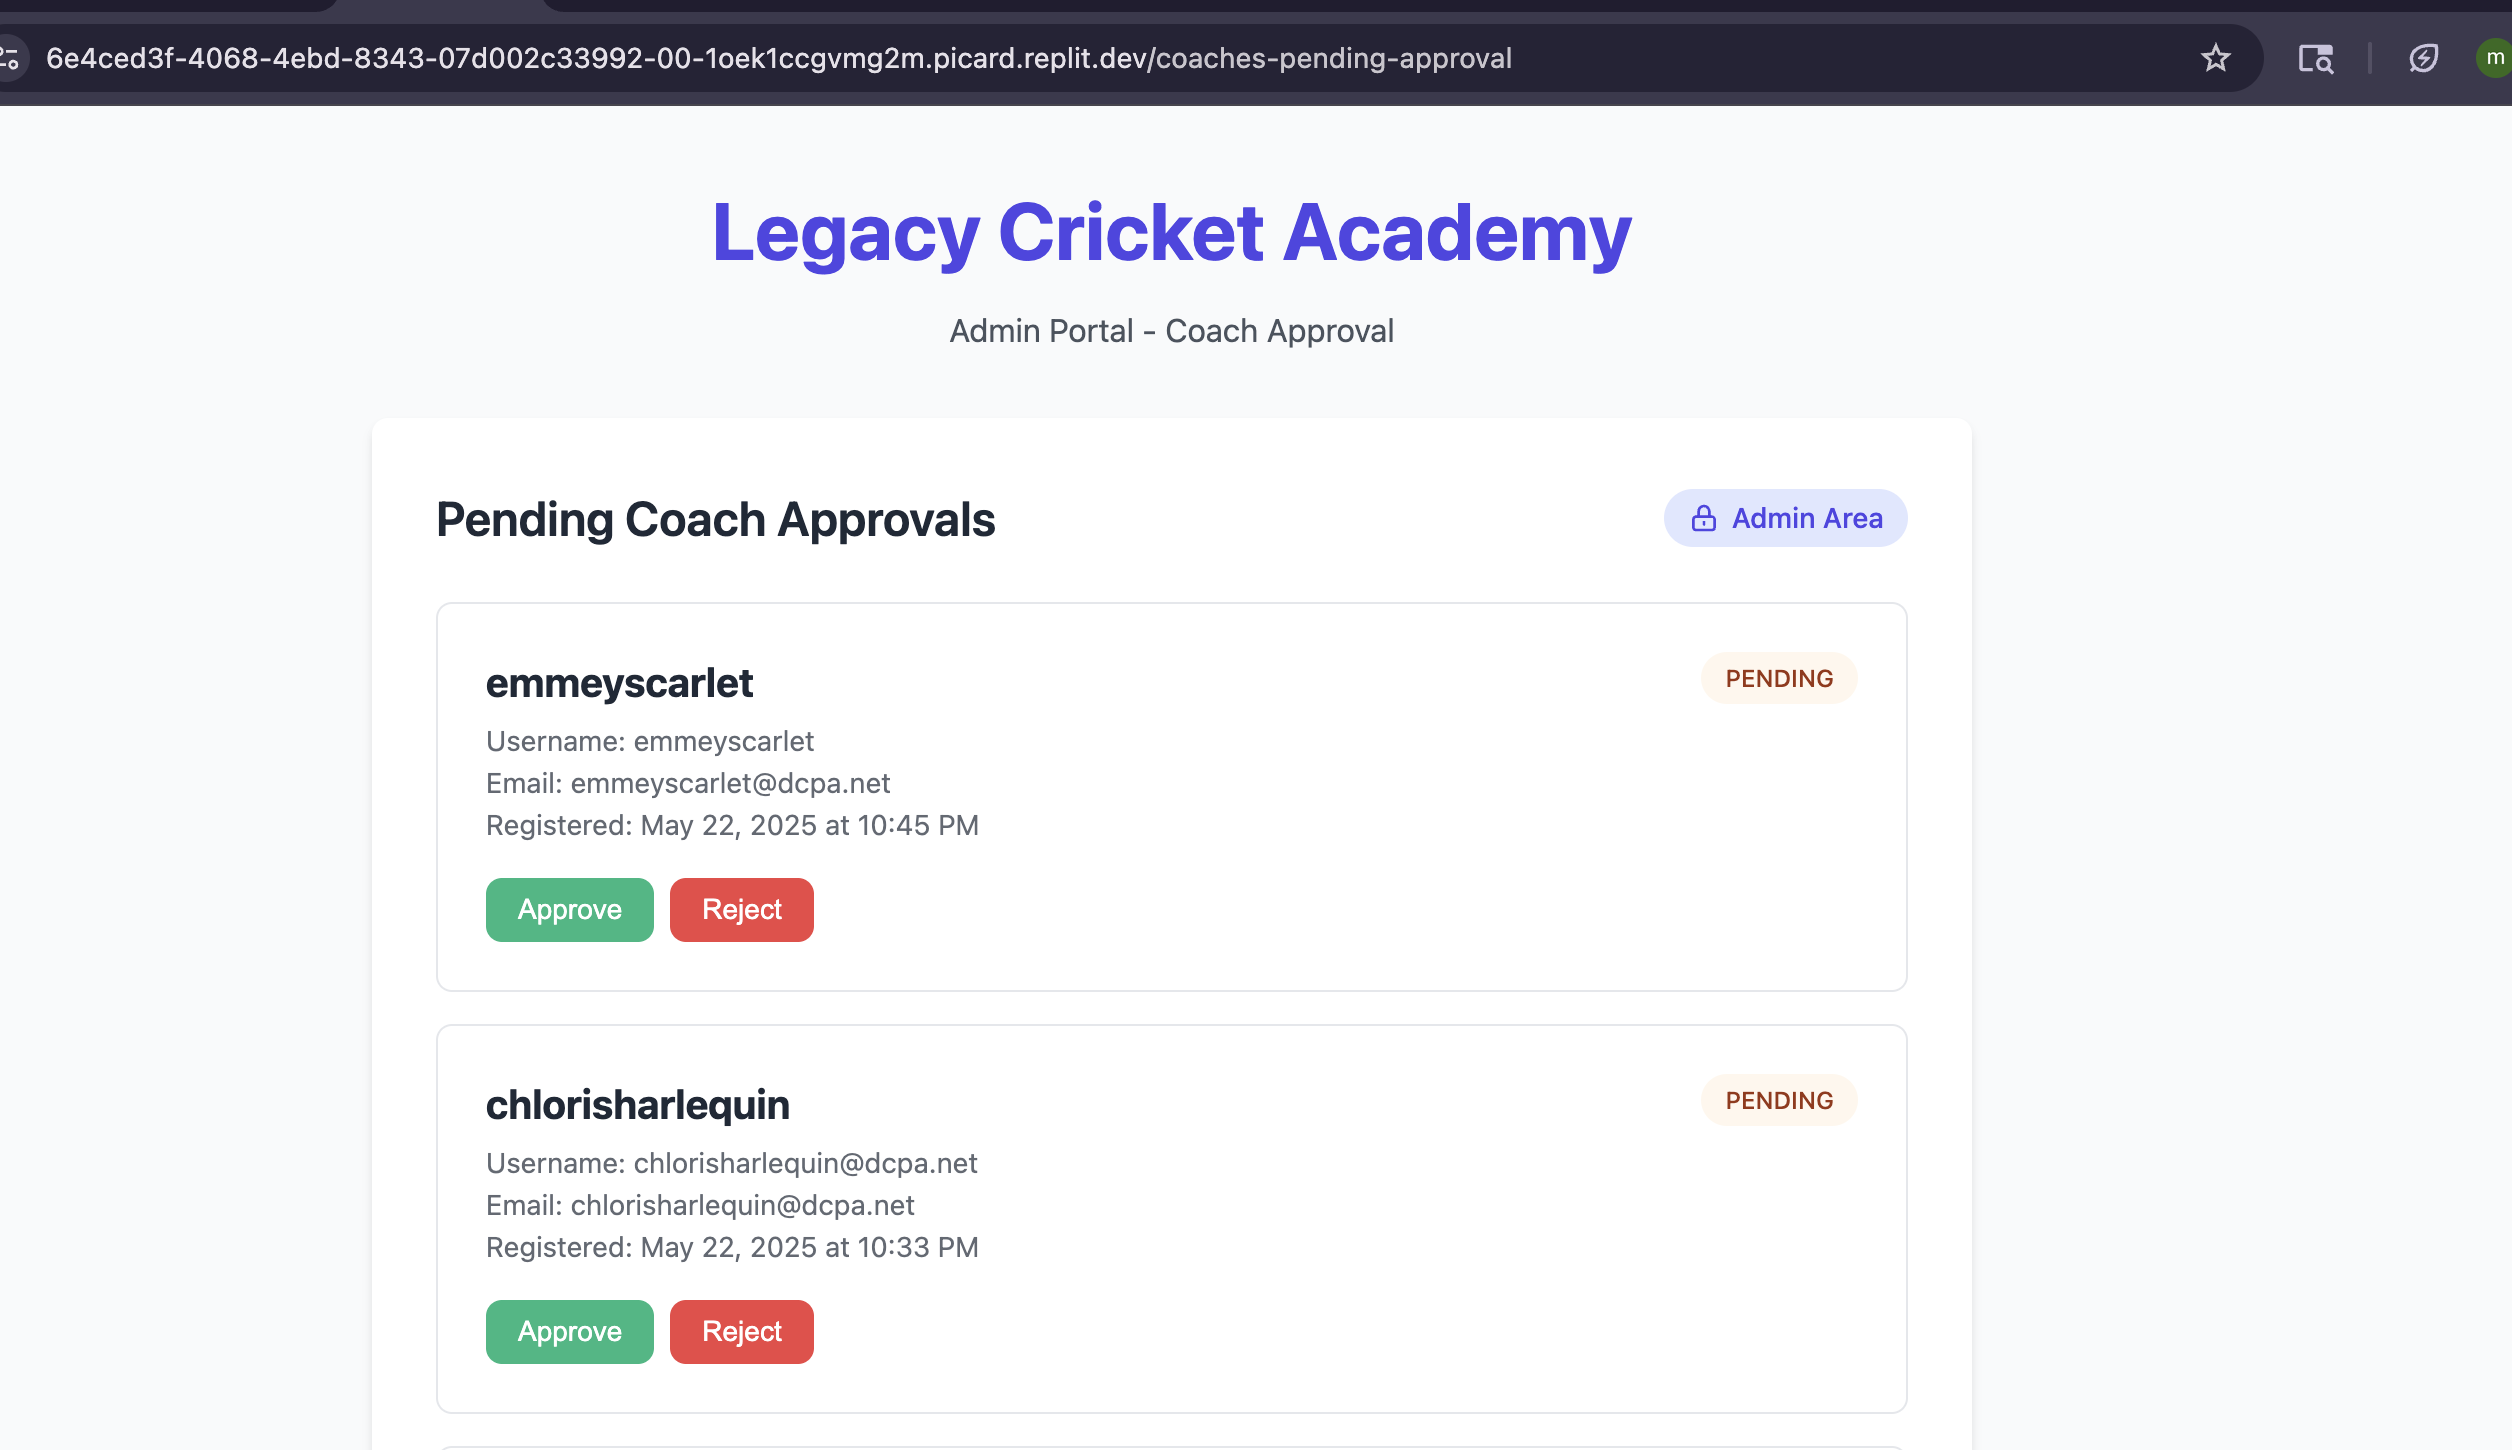 6e4ced3f-4068-4ebd-8343-07d002c33992-00-1oek1ccgvmg2m.picard.replit.dev/coaches-pending-approval
m
Legacy Cricket Academy
Admin Portal - Coach Approval
Pending Coach Approvals
Admin Area
emmeyscarlet
PENDING
Username: emmeyscarlet
Email: emmeyscarlet@dcpa.net
Registered: May 22, 2025 at 10:45 PM
Approve
Reject
chlorisharlequin
PENDING
Username: chlorisharlequin@dcpa.net
Email: chlorisharlequin@dcpa.net
Registered: May 22, 2025 at 10:33 PM
Approve
Reject